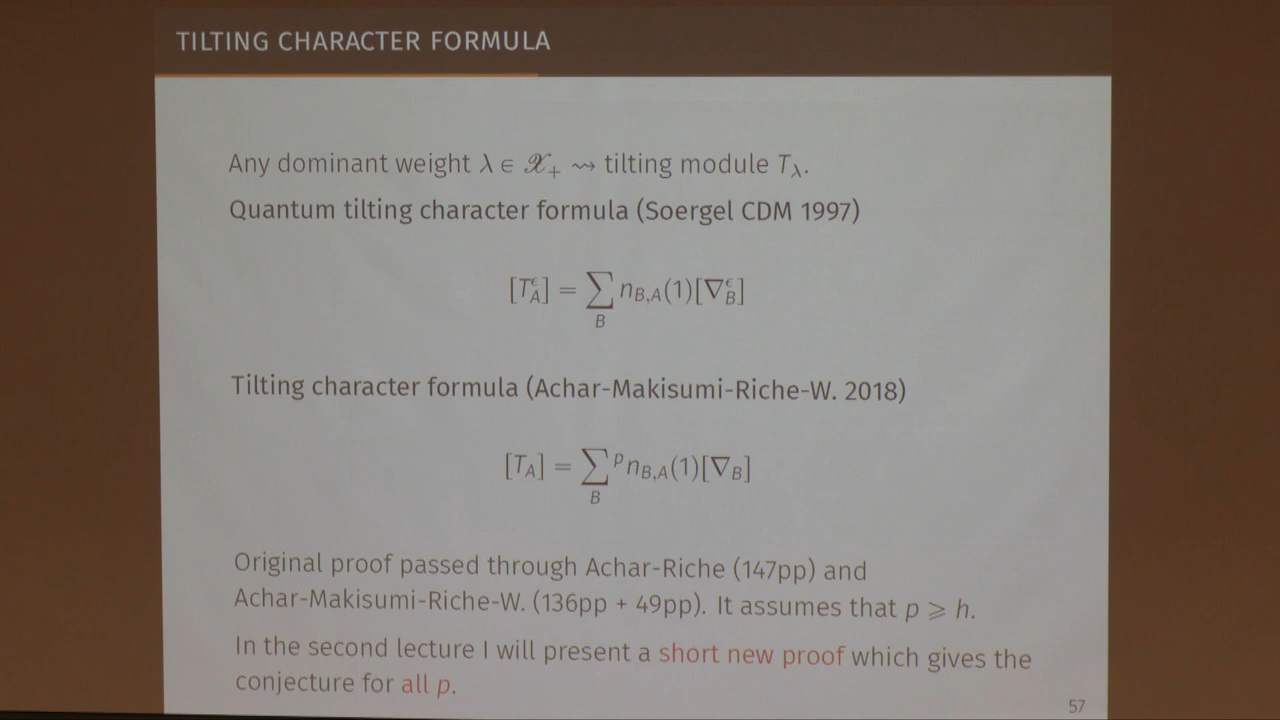 TILTING CHARACTER FORMULA
Any dominant weight λ ∈ 𝒳₊ ⇝ tilting module T_λ.
Quantum tilting character formula (Soergel CDM 1997)
[T_A^ϵ] = ∑_B n_{B,A}(1)[∇_B^ϵ]
Tilting character formula (Achar-Makisumi-Riche-W. 2018)
[T_A] = ∑_B ^p n_{B,A}(1)[∇_B]
Original proof passed through Achar-Riche (147pp) and
Achar-Makisumi-Riche-W. (136pp + 49pp). It assumes that p ⩾ h.
In the second lecture I will present a short new proof which gives the
conjecture for all p.
57